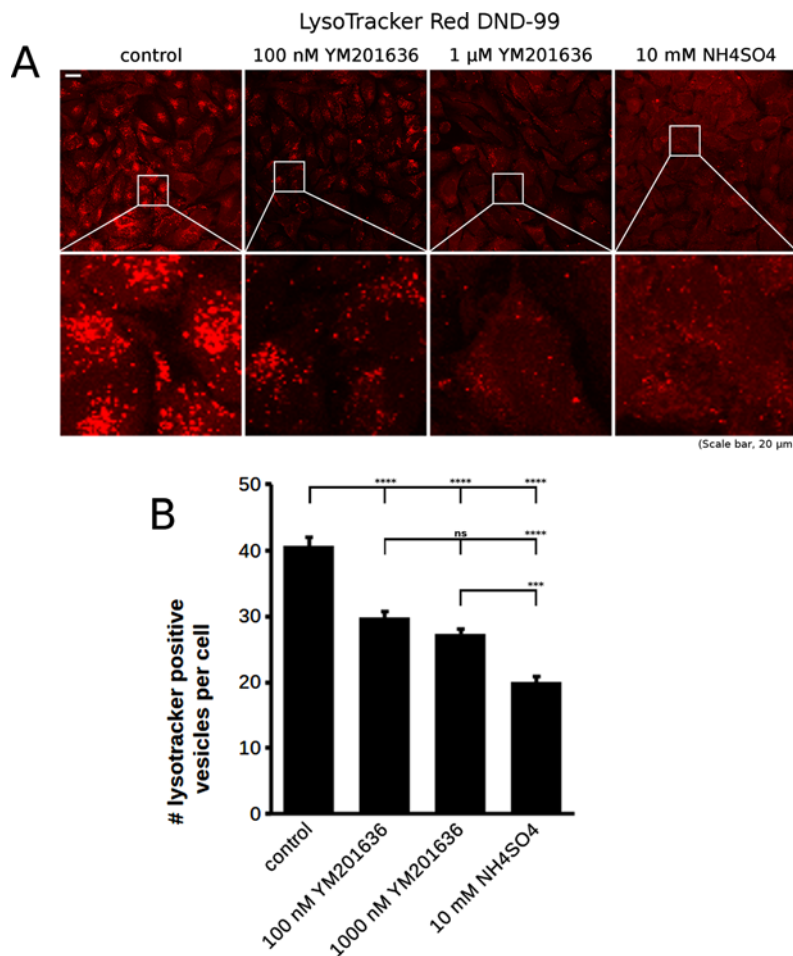 LysoTracker Red DND-99
A
control 100 nM YM201636 1 µM YM201636 10 mM NH4SO4
(Scale bar, 20 µm
B
# lysotracker positive
vesicles per cell
50
40
30
20
10
0
**** **** ****
ns ****
***
control
100 nM YM201636
1000 nM YM201636
10 mM NH4SO4